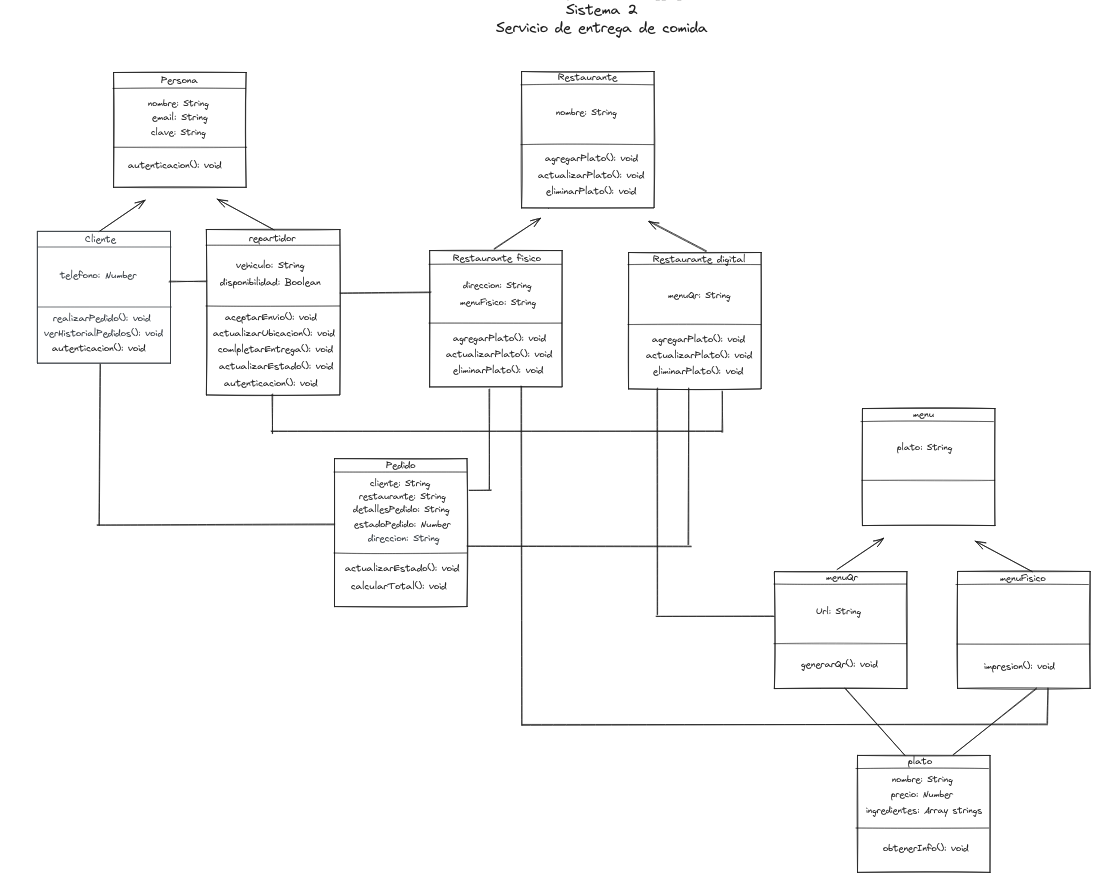 Sistema 2
Servicio de entrega de comida
Persona
nombre: String
email: String
clave: String
autenticacion(): void
Restaurante
nombre: String
agregarPlato(): void
actualizarPlato(): void
eliminarPlato(): void
Cliente
telefono: Number
realizarPedido(): void
verHistorialPedidos(): void
autenticacion(): void
repartidor
vehiculo: String
disponibilidad: Boolean
aceptarEnvio(): void
actualizarUbicacion(): void
comlpetarEntrega(): void
actualizarEstado(): void
autenticacion(): void
Restaurante fisico
direccion: String
menuFisico: String
agregarPlato(): void
actualizarPlato(): void
eliminarPlato(): void
Restaurante digital
menuQr: String
agregarPlato(): void
actualizarPlato(): void
eliminarPlato(): void
Pedido
cliente: String
restaurante: String
detallesPedido: String
estadoPedido: Number
direccion: String
actualizarEstado(): void
calcularTotal(): void
menu
plato: String
menuQr
Url: String
generarQr(): void
menuFisico
impresion(): void
plato
nombre: String
precio: Number
ingredientes: Array strings
obtenerInfo(): void